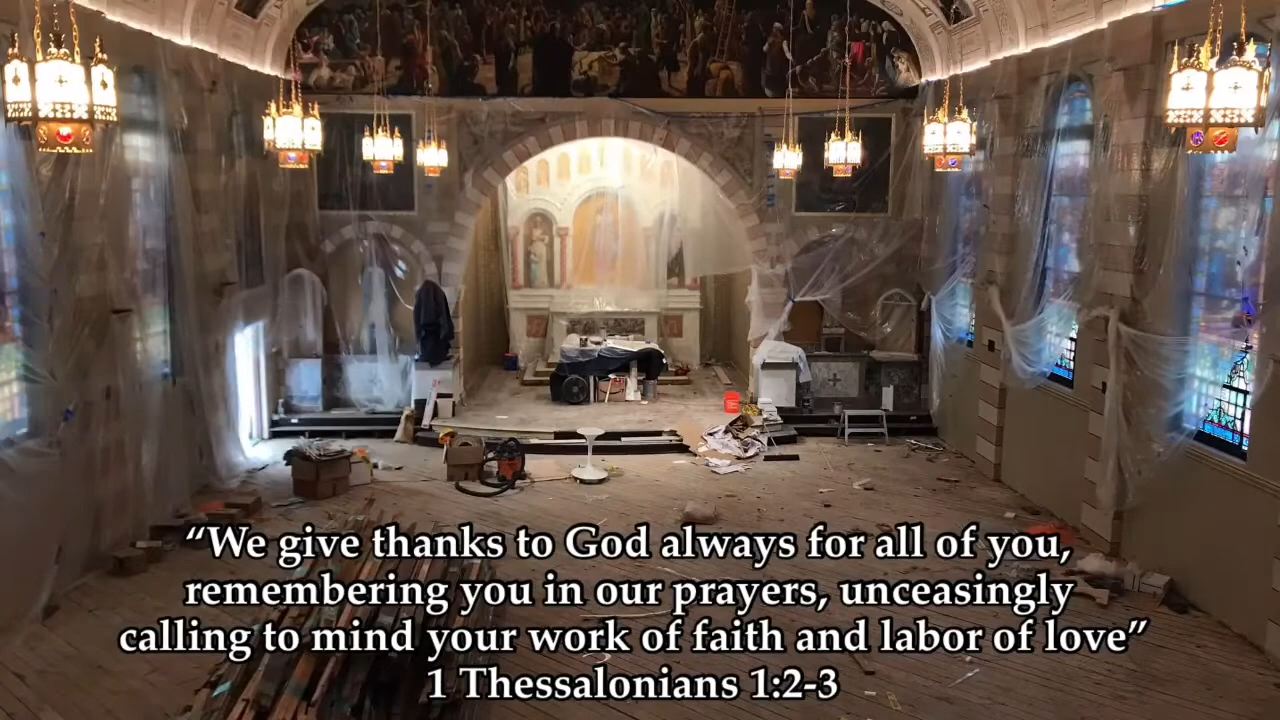 “We give thanks to God always for all of you,
remembering you in our prayers, unceasingly
calling to mind your work of faith and labor of love”
1 Thessalonians 1:2-3